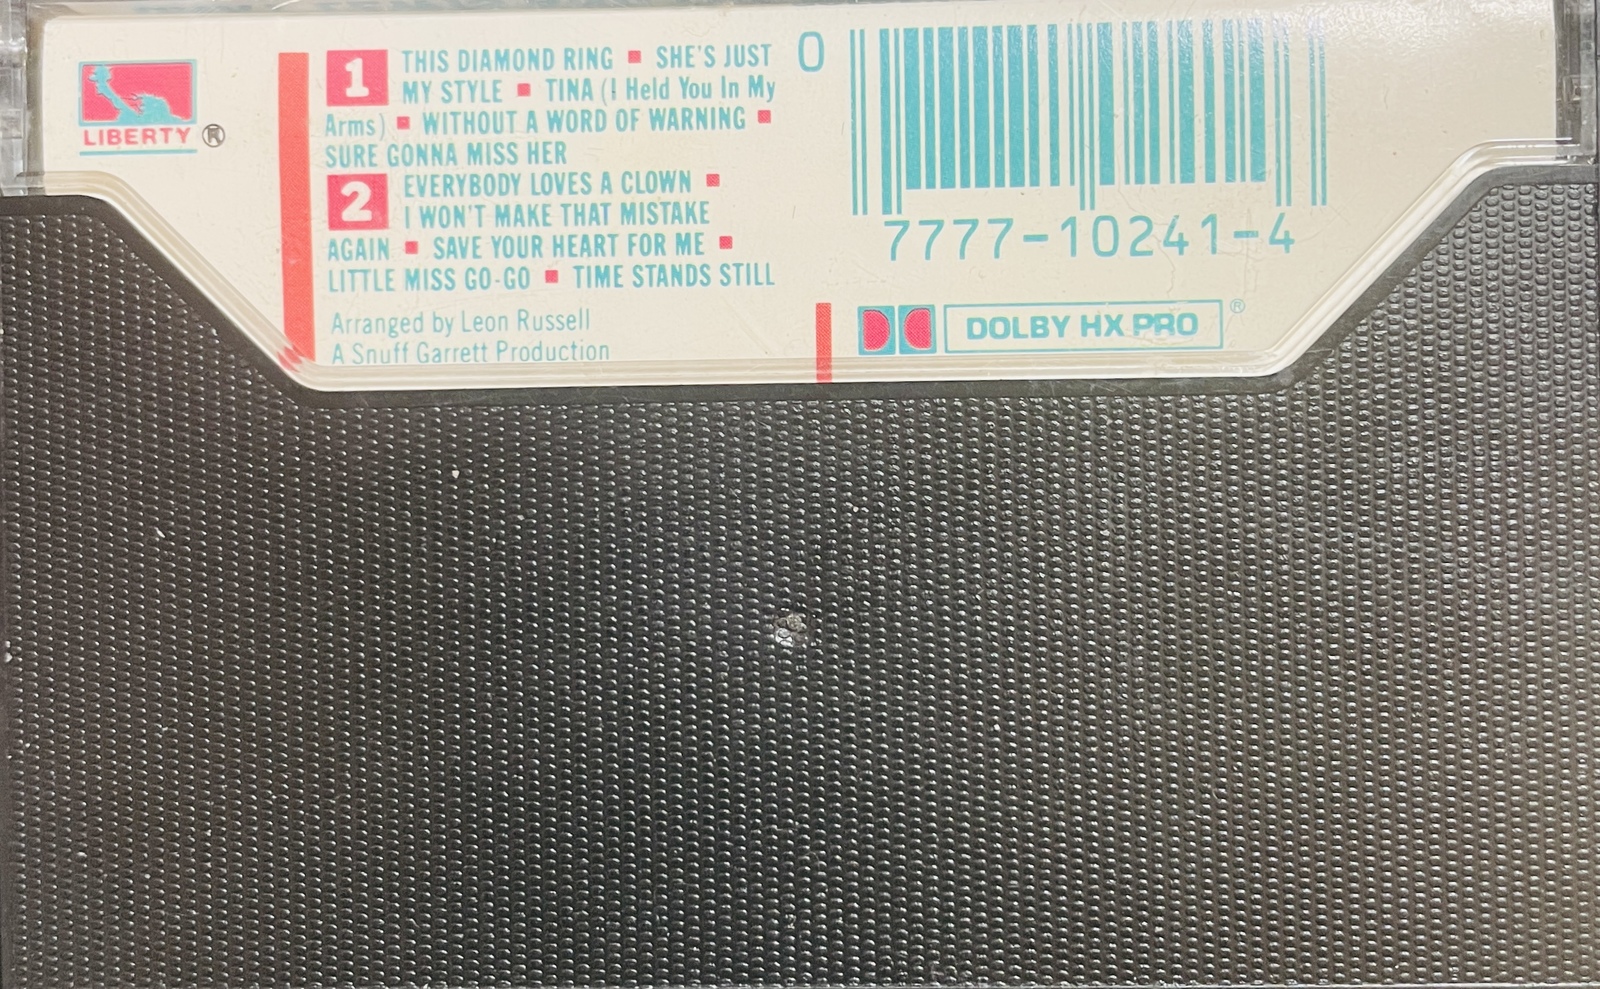 LIBERTY ®
1 THIS DIAMOND RING ■ SHE'S JUST
MY STYLE ■ TINA (I Held You In My
Arms) ■ WITHOUT A WORD OF WARNING ■
SURE GONNA MISS HER
2 EVERYBODY LOVES A CLOWN ■
I WON'T MAKE THAT MISTAKE
AGAIN ■ SAVE YOUR HEART FOR ME ■
LITTLE MISS GO-GO ■ TIME STANDS STILL
Arranged by Leon Russell
A Snuff Garrett Production
0
7777-10241-4
DOLBY HX PRO ®